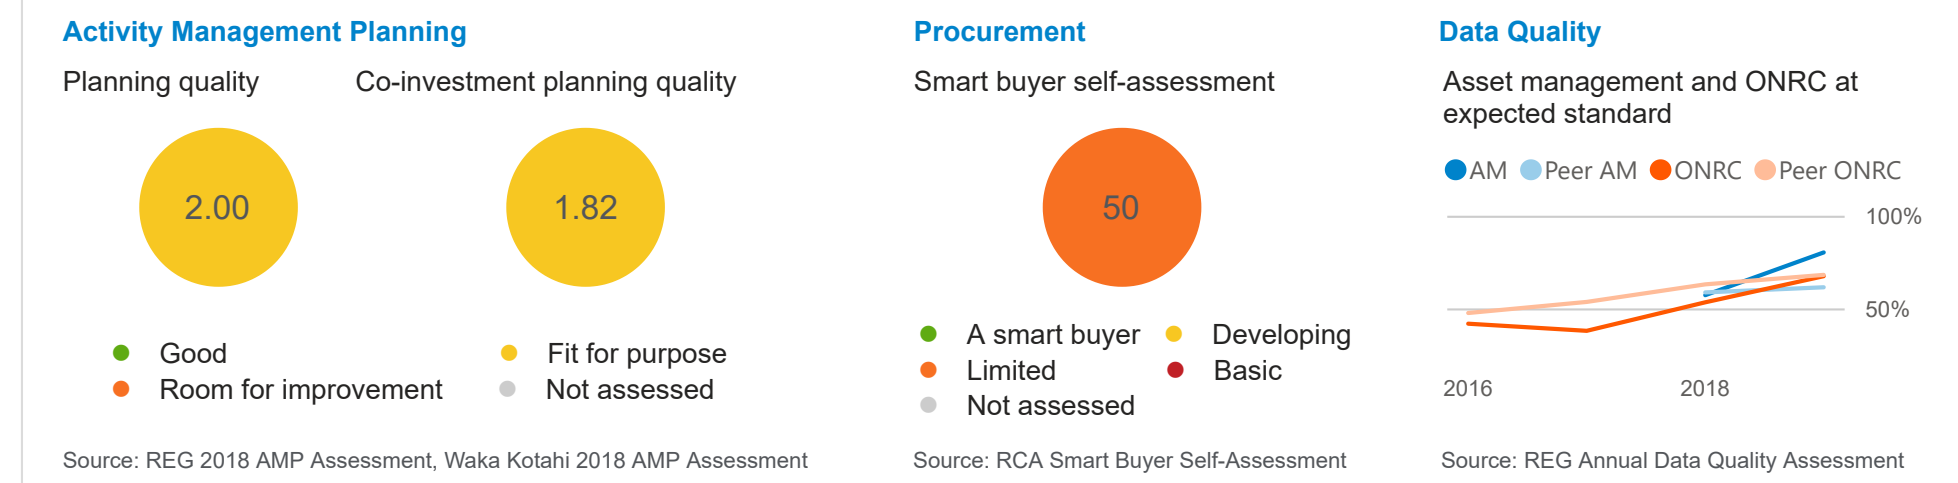 Activity Management Planning
Planning quality
Co-investment planning quality
2.00
1.82
Good
Fit for purpose
Room for improvement
Not assessed
Source: REG 2018 AMP Assessment, Waka Kotahi 2018 AMP Assessment
Procurement
Smart buyer self-assessment
50
A smart buyer
Developing
Limited
Basic
Not assessed
Source: RCA Smart Buyer Self-Assessment
Data Quality
Asset management and ONRC at
expected standard
AM Peer AM ONRC Peer ONRC
100%
50%
2016
2018
Source: REG Annual Data Quality Assessment